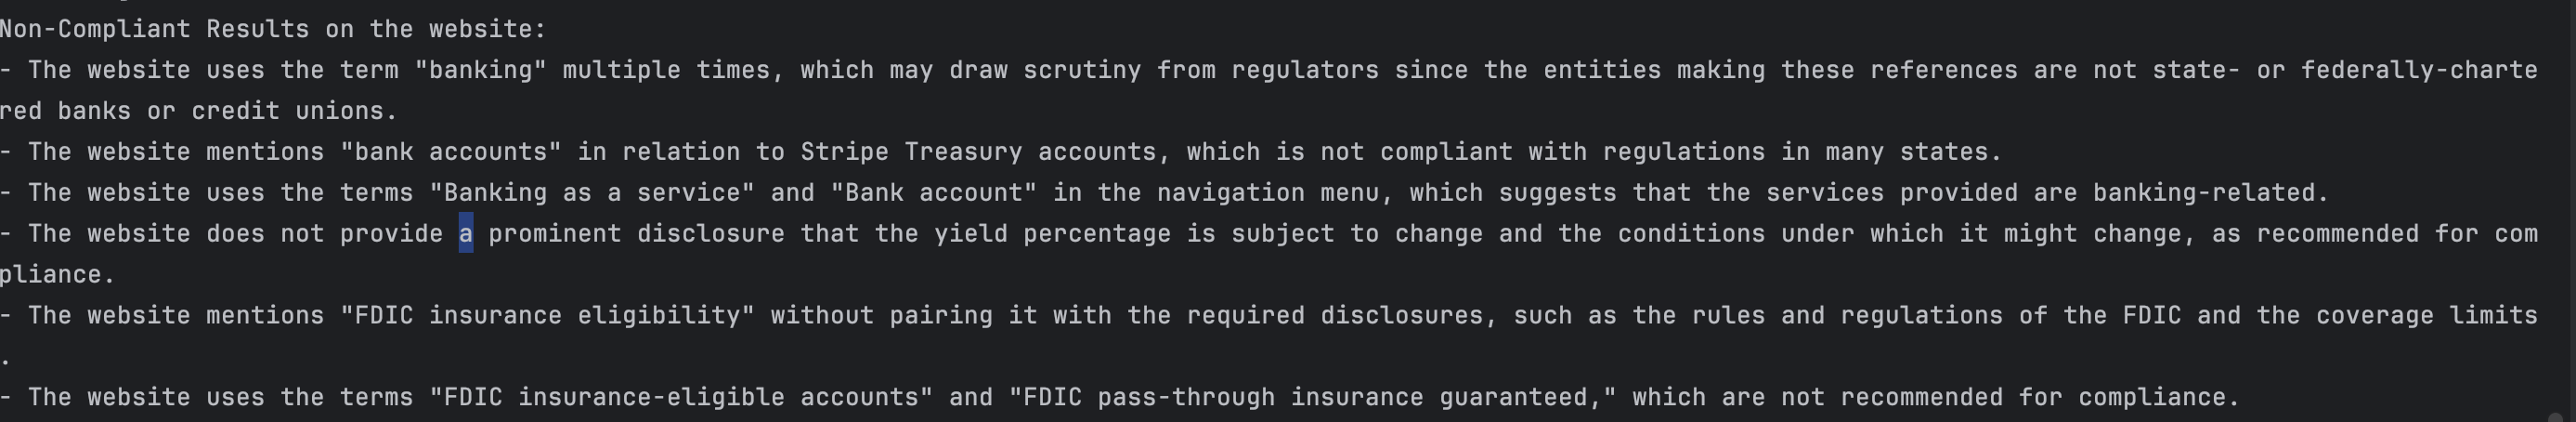 Non-Compliant Results on the website:
- The website uses the term "banking" multiple times, which may draw scrutiny from regulators since the entities making these references are not state- or federally-charte
red banks or credit unions.
- The website mentions "bank accounts" in relation to Stripe Treasury accounts, which is not compliant with regulations in many states.
- The website uses the terms "Banking as a service" and "Bank account" in the navigation menu, which suggests that the services provided are banking-related.
- The website does not provide a prominent disclosure that the yield percentage is subject to change and the conditions under which it might change, as recommended for com
pliance.
- The website mentions "FDIC insurance eligibility" without pairing it with the required disclosures, such as the rules and regulations of the FDIC and the coverage limits
.
- The website uses the terms "FDIC insurance-eligible accounts" and "FDIC pass-through insurance guaranteed," which are not recommended for compliance.